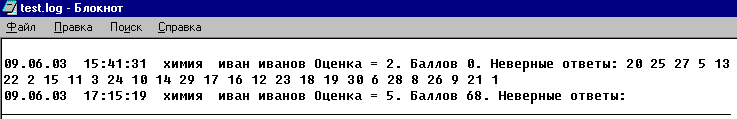 test.log - Блокнот
Файл Правка Поиск Справка
09.06.03 15:41:31 химия иван иванов Оценка = 2. Баллов 0. Неверные ответы: 20 25 27 5 13
22 2 15 11 3 24 10 14 29 17 16 12 23 18 19 30 6 28 8 26 9 21 1
09.06.03 17:15:19 химия иван иванов Оценка = 5. Баллов 68. Неверные ответы: